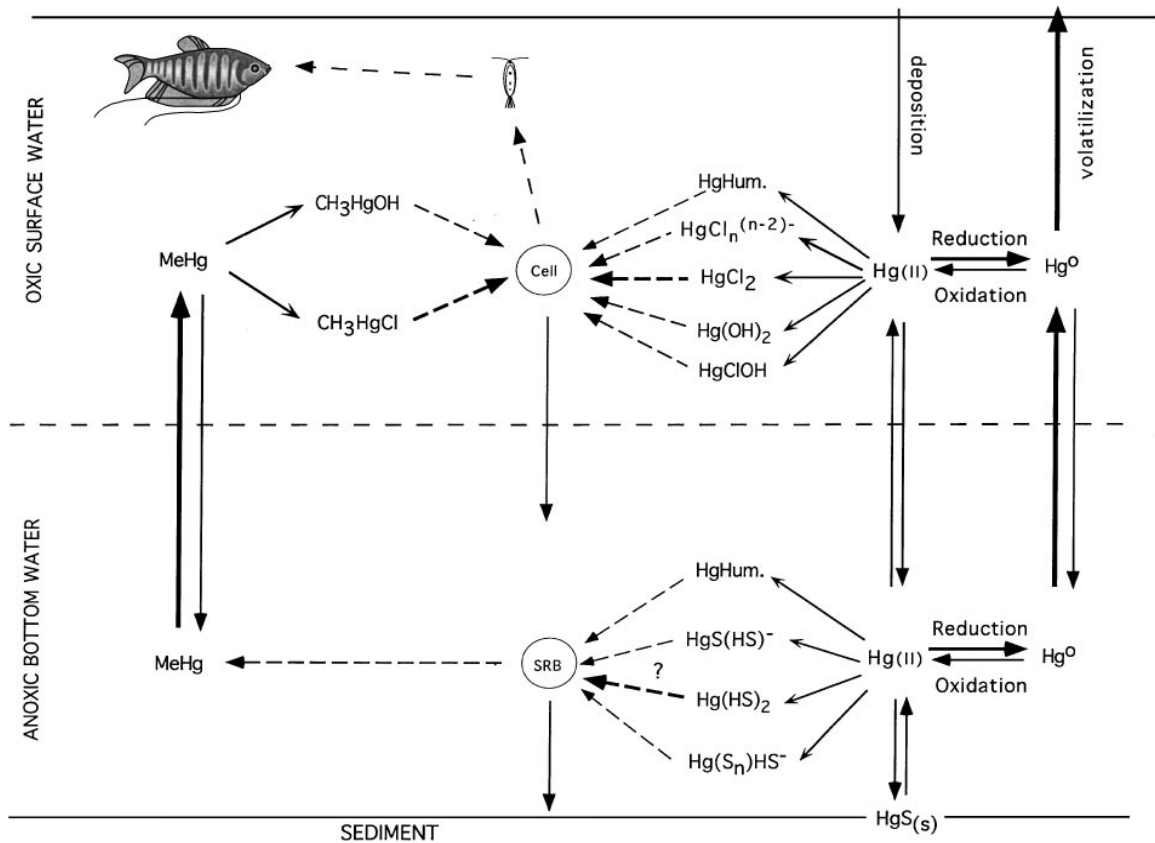 OXIC SURFACE WATER
deposition
volatilization
HgHum.
CH₃HgOH
HgClₙ⁽ⁿ⁻²⁾⁻
MeHg
Cell
HgCl₂
Hg(II)
Reduction
Oxidation
Hg⁰
CH₃HgCl
Hg(OH)₂
HgClOH
ANOXIC BOTTOM WATER
HgHum.
HgS(HS)⁻
MeHg
SRB
?
Hg(II)
Reduction
Oxidation
Hg⁰
Hg(HS)₂
Hg(Sₙ)HS⁻
SEDIMENT
HgS(s)